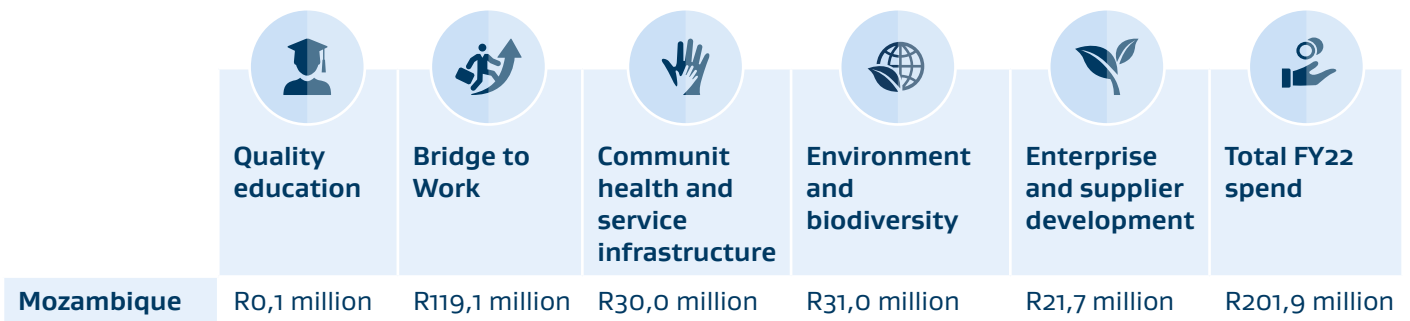 Quality
education
Bridge to
Work
Communit
health and
service
infrastructure
Environment
and
biodiversity
Enterprise
and supplier
development
Total FY22
spend
Mozambique R0,1 million R119,1 million R30,0 million R31,0 million R21,7 million R201,9 million